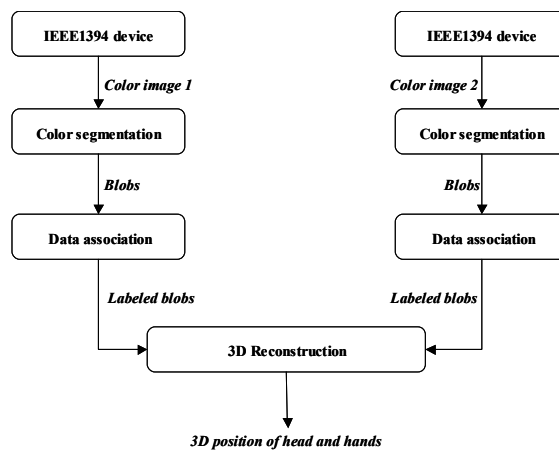 IEEE1394 device
IEEE1394 device
Color image 1
Color image 2
Color segmentation
Color segmentation
Blobs
Blobs
Data association
Data association
Labeled blobs
Labeled blobs
3D Reconstruction
3D position of head and hands